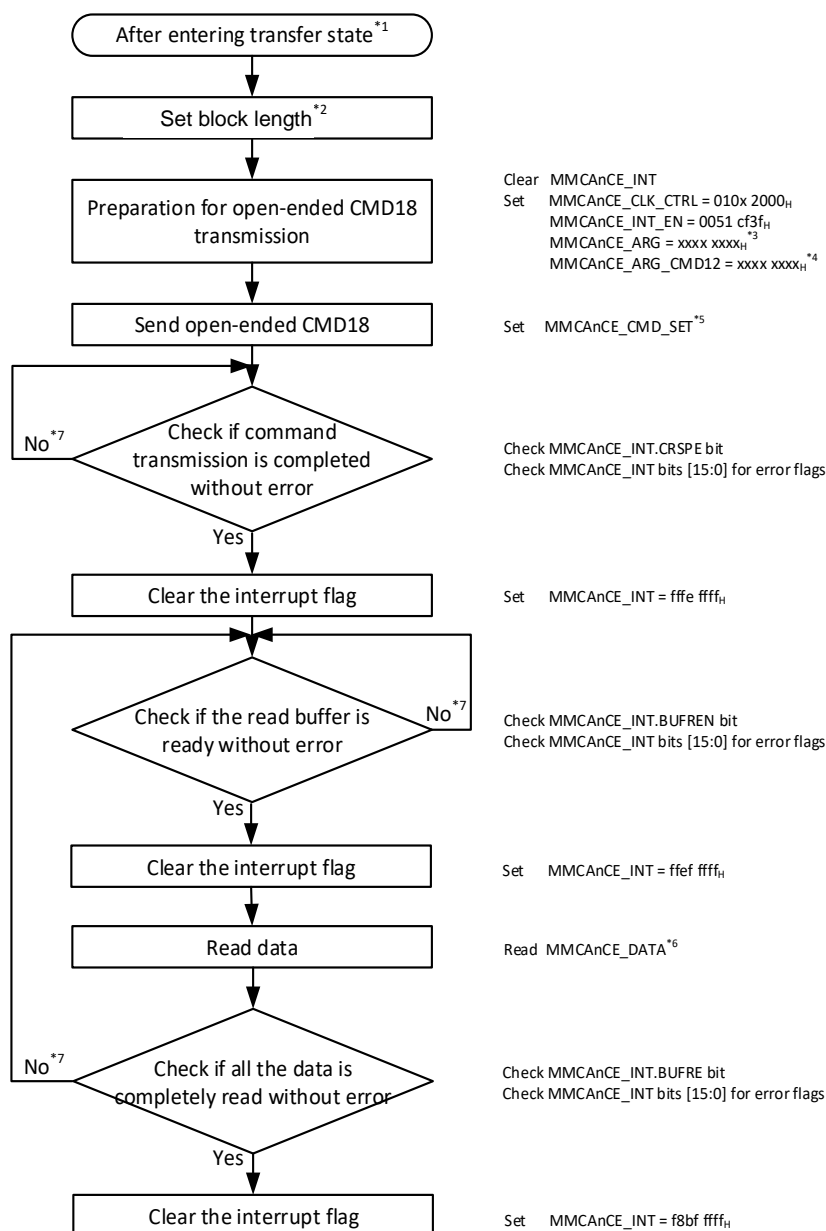 After entering transfer state*1
Set block length*2
Preparation for open-ended CMD18
transmission
Clear MMCAnCE_INT
Set MMCAnCE_CLK_CTRL = 010x 2000H
MMCAnCE_INT_EN = 0051 cf3fH
MMCAnCE_ARG = xxxx xxxxH*3
MMCAnCE_ARG_CMD12 = xxxx xxxxH*4
Send open-ended CMD18
Set MMCAnCE_CMD_SET*5
No*7
Check if command
transmission is completed
without error
Check MMCAnCE_INT.CRSPE bit
Check MMCAnCE_INT bits [15:0] for error flags
Yes
Clear the interrupt flag
Set MMCAnCE_INT = fffe ffffH
Check if the read buffer is
ready without error
No*7
Check MMCAnCE_INT.BUFREN bit
Check MMCAnCE_INT bits [15:0] for error flags
Yes
Clear the interrupt flag
Set MMCAnCE_INT = ffef ffffH
Read data
Read MMCAnCE_DATA*6
No*7
Check if all the data is
completely read without error
Check MMCAnCE_INT.BUFRE bit
Check MMCAnCE_INT bits [15:0] for error flags
Yes
Clear the interrupt flag
Set MMCAnCE_INT = f8bf ffffH